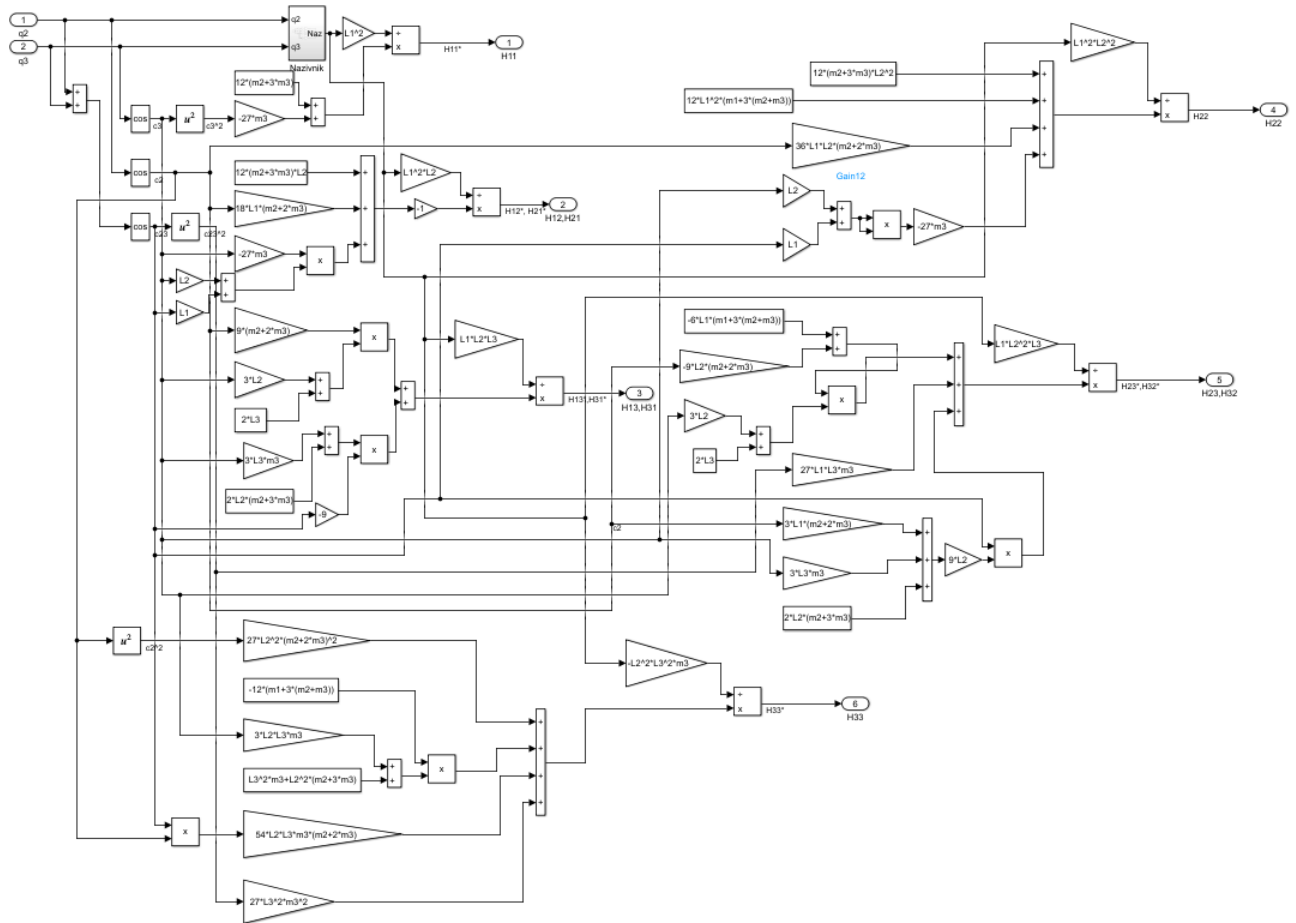 1
q2
2
q3
q2
q3
Naz
Nazivnik
L1^2
÷
x
H11*
1
H11
12*(m2+3*m3)
+
+
-27*m3
+
+
cos
c3
u²
c3^2
cos
c2
cos
c23
u²
c23^2
12*(m2+3*m3)*L2
18*L1*(m2+2*m3)
-27*m3
x
+
+
+
L2
L1
+
+
L1^2*L2
-1
÷
x
H12*, H21*
2
H12,H21
9*(m2+2*m3)
x
3*L2
+
+
2*L3
3*L3*m3
+
+
x
2*L2*(m2+3*m3)
-9
+
+
L1*L2*L3
÷
x
H131,H31*
3
H13,H31
L1^2*L2^2
12*(m2+3*m3)*L2^2
12*L1^2*(m1+3*(m2+m3))
36*L1*L2*(m2+2*m3)
Gain12
+
+
+
+
÷
x
H22
4
H22
L2
L1
+
+
x
-27*m3
-6*L1*(m1+3*(m2+m3))
+
+
-9*L2*(m2+2*m3)
x
3*L2
+
+
2*L3
27*L1*L3*m3
+
+
+
L1*L2^2*L3
÷
x
H23*,H32*
5
H23,H32
c2
3*L1*(m2+2*m3)
3*L3*m3
2*L2*(m2+3*m3)
+
+
+
9*L2
x
u²
c2^2
27*L2^2*(m2+2*m3)^2
-12*(m1+3*(m2+m3))
3*L2*L3*m3
+
+
x
L3^2*m3+L2^2*(m2+3*m3)
x
54*L2*L3*m3*(m2+2*m3)
27*L3^2*m3^2
+
+
+
+
-L2^2*L3^2*m3
÷
x
H33*
6
H33